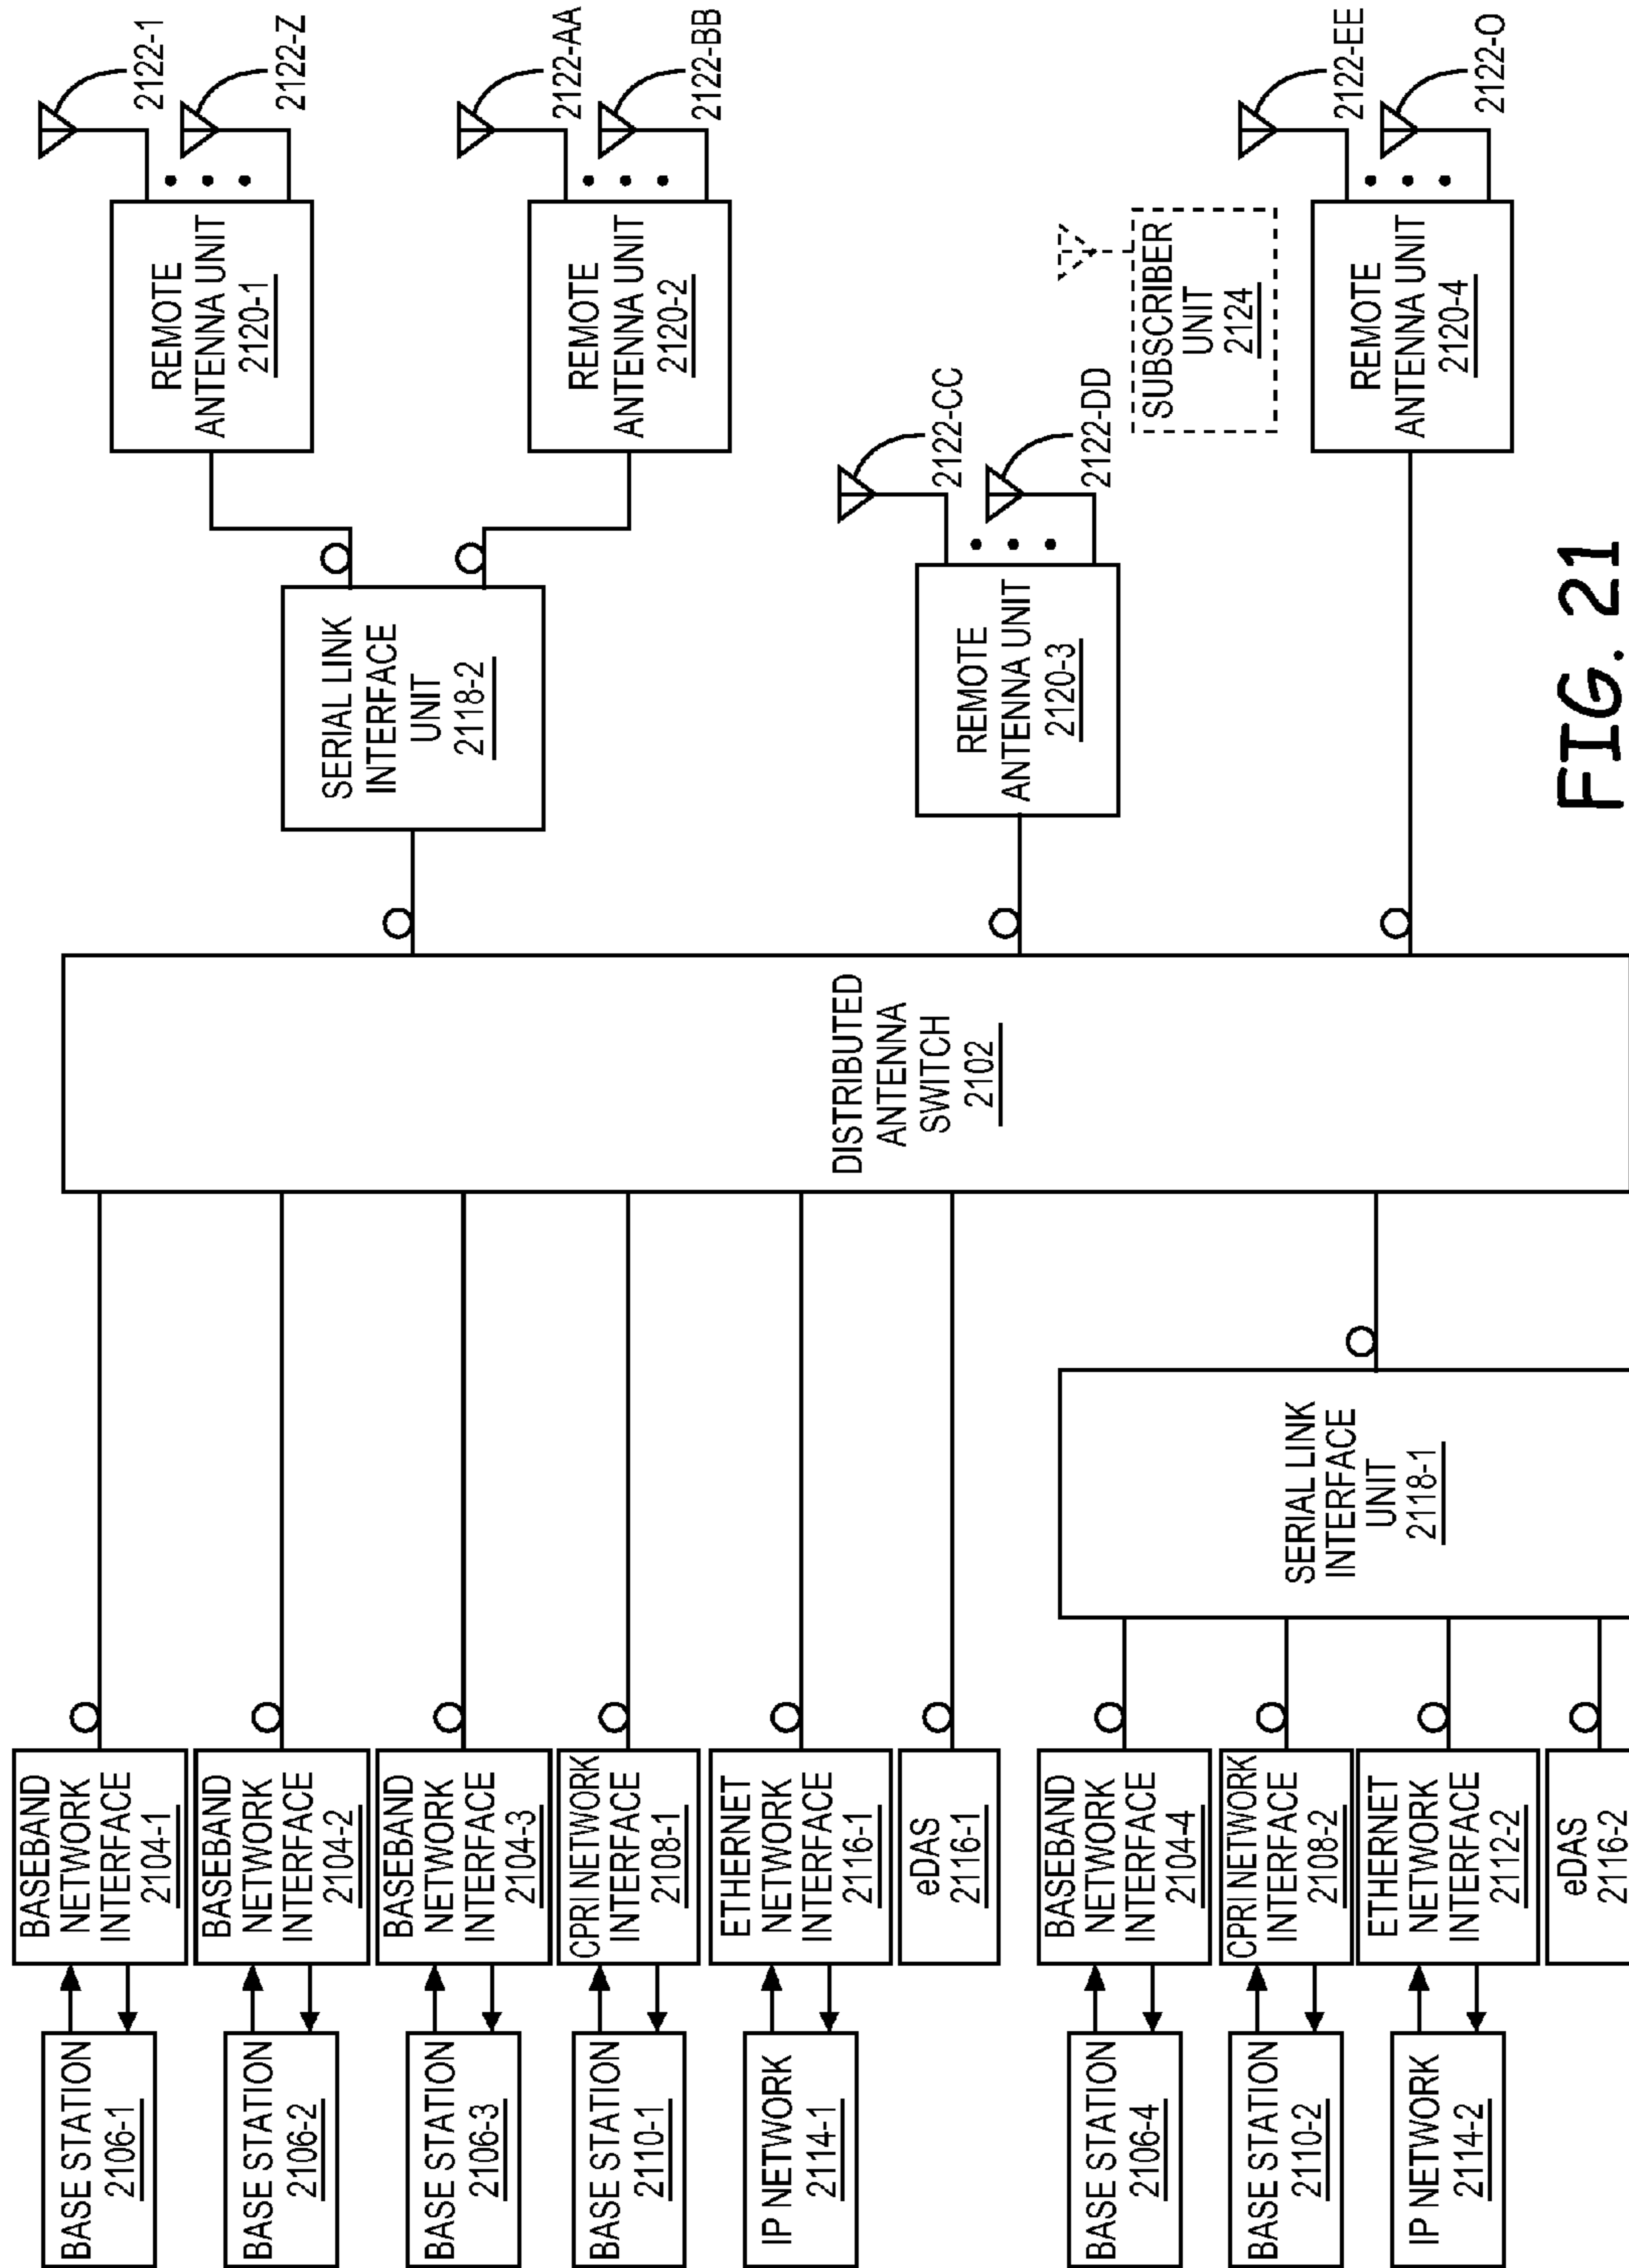 BASE STATION
2106-1
BASE STATION
2106-2
BASE STATION
2106-3
BASE STATION
2110-1
IP NETWORK
2114-1
BASE STATION
2106-4
BASE STATION
2110-2
IP NETWORK
2114-2
BASEBAND
NETWORK
INTERFACE
2104-1
BASEBAND
NETWORK
INTERFACE
2104-2
BASEBAND
NETWORK
INTERFACE
2104-3
CPRI NETWORK
INTERFACE
2108-1
ETHERNET
NETWORK
INTERFACE
2116-1
eDAS
2116-1
BASEBAND
NETWORK
INTERFACE
2104-4
CPRI NETWORK
INTERFACE
2108-2
ETHERNET
NETWORK
INTERFACE
2112-2
eDAS
2116-2
SERIAL LINK
INTERFACE
UNIT
2118-1
DISTRIBUTED
ANTENNA
SWITCH
2102
SERIAL LINK
INTERFACE
UNIT
2118-2
REMOTE
ANTENNA UNIT
2120-1
2122-1
2122-Z
REMOTE
ANTENNA UNIT
2120-2
2122-AA
2122-BB
REMOTE
ANTENNA UNIT
2120-3
2122-CC
2122-DD
SUBSCRIBER
UNIT
2124
REMOTE
ANTENNA UNIT
2120-4
2122-EE
2122-O
FIG. 21